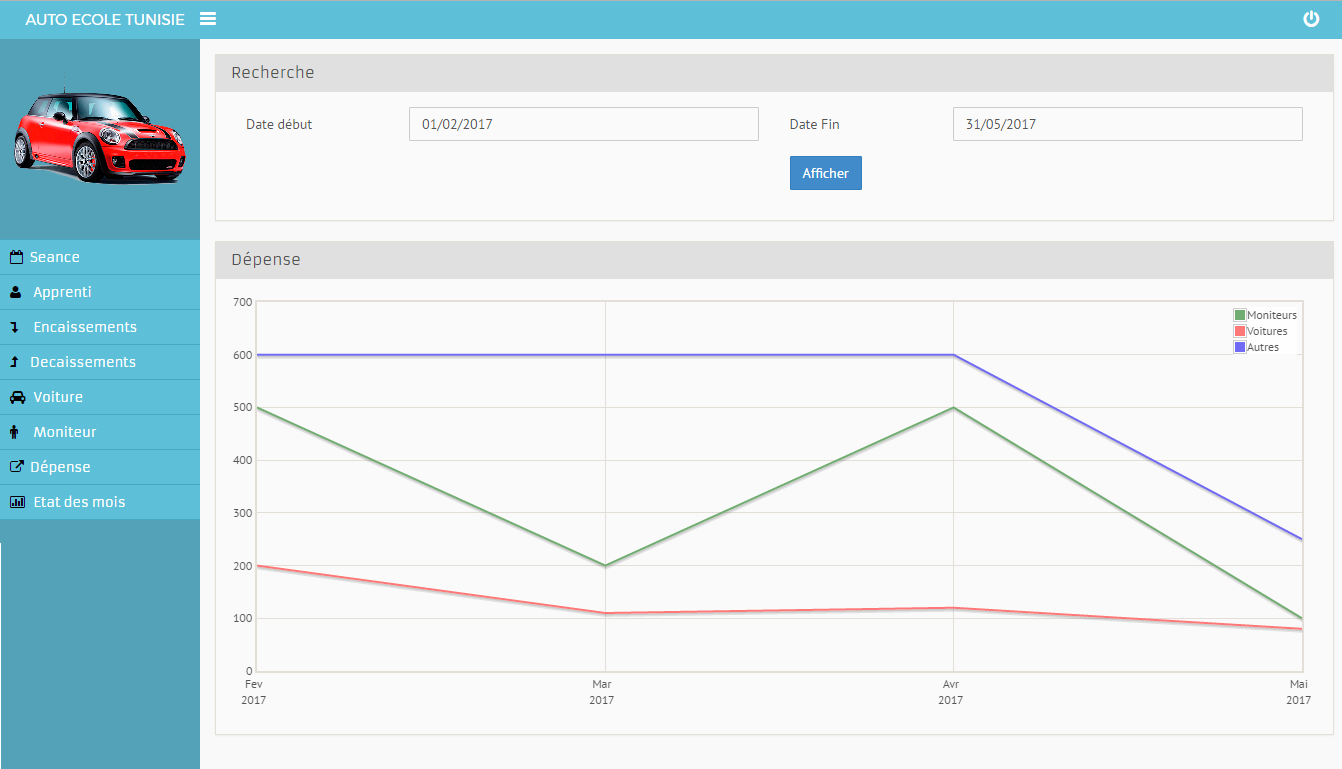 AUTO ECOLE TUNISIE
Seance
Apprenti
Encaissements
Decaissements
Voiture
Moniteur
Dépense
Etat des mois
Recherche
Date début 01/02/2017 Date Fin 31/05/2017
Afficher
Dépense
700
600
500
400
300
200
100
0
Moniteurs
Voitures
Autres
Fev Mar Avr Mai
2017 2017 2017 2017